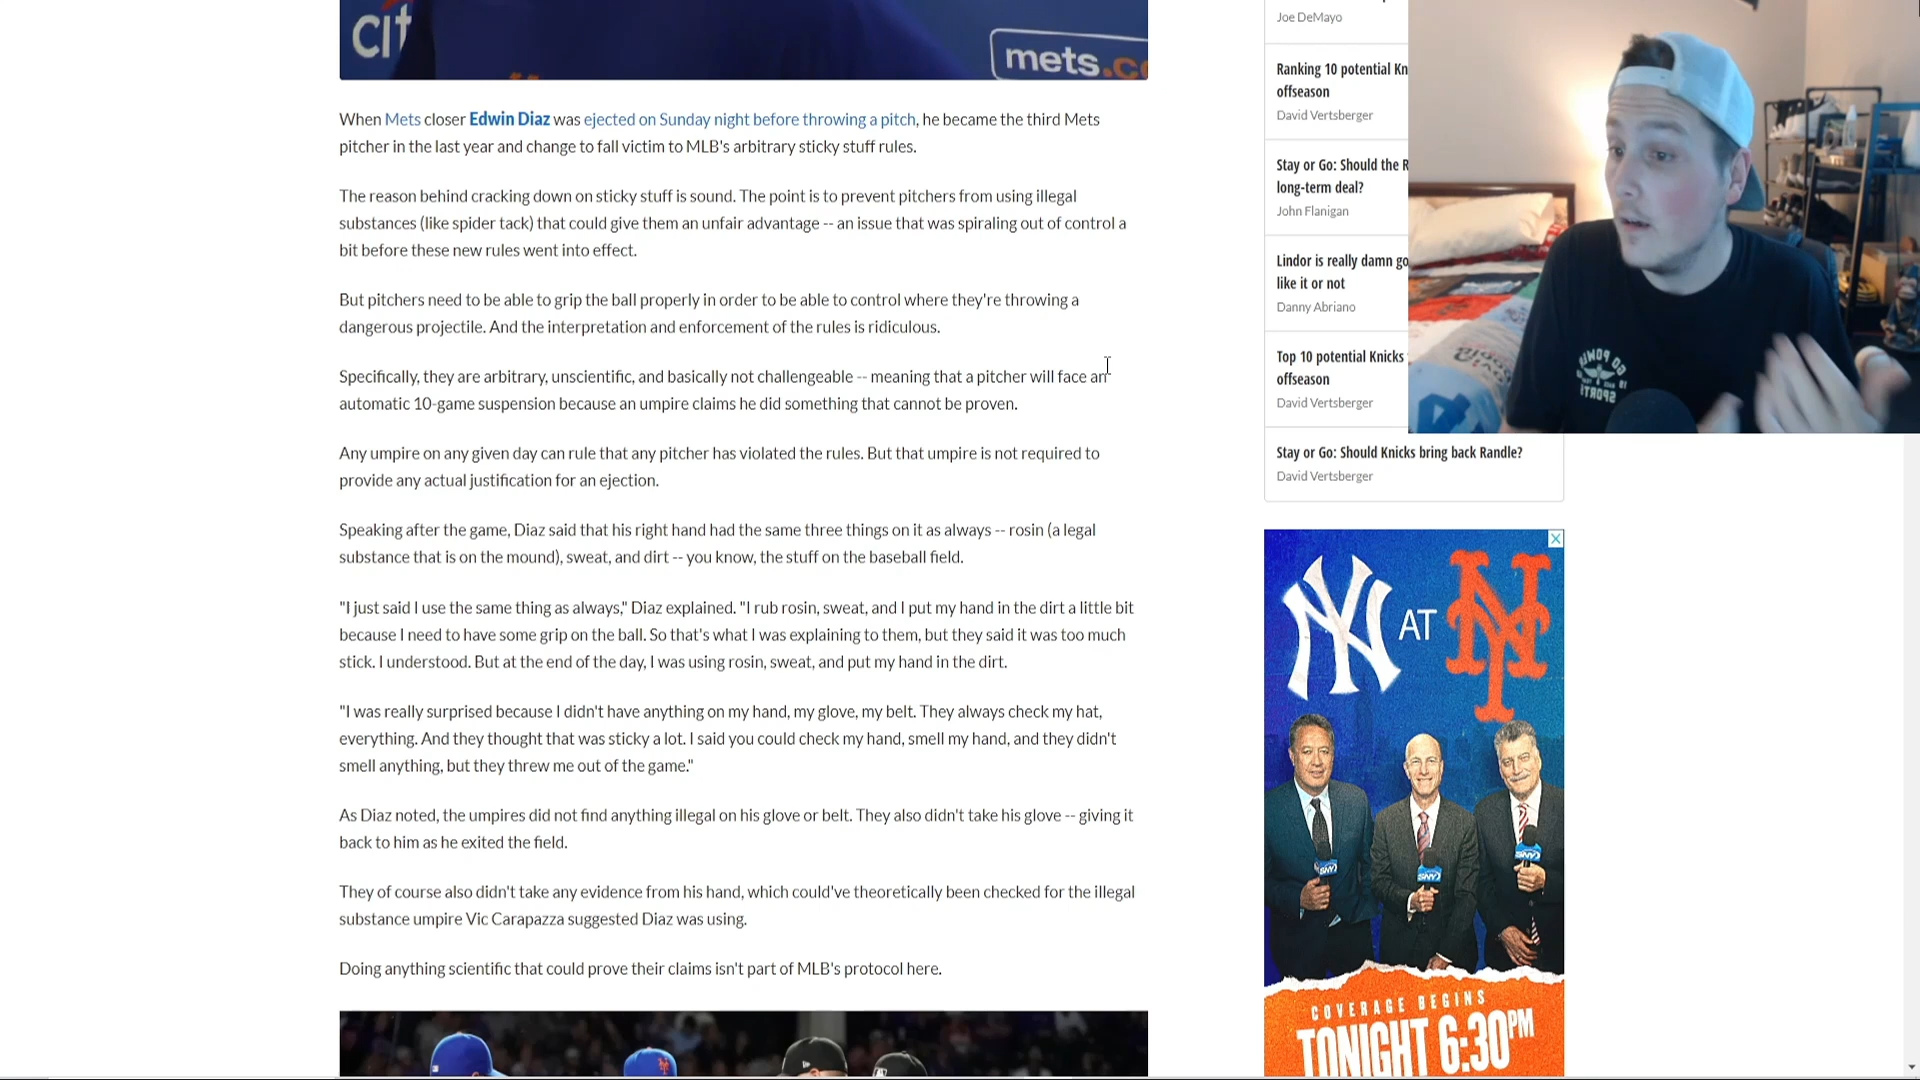 citi
mets.co
When Mets closer Edwin Diaz was ejected on Sunday night before throwing a pitch, he became the third Mets
pitcher in the last year and change to fall victim to MLB's arbitrary sticky stuff rules.
The reason behind cracking down on sticky stuff is sound. The point is to prevent pitchers from using illegal
substances (like spider tack) that could give them an unfair advantage -- an issue that was spiraling out of control a
bit before these new rules went into effect.
But pitchers need to be able to grip the ball properly in order to be able to control where they're throwing a
dangerous projectile. And the interpretation and enforcement of the rules is ridiculous.
Specifically, they are arbitrary, unscientific, and basically not challengeable -- meaning that a pitcher will face an
automatic 10-game suspension because an umpire claims he did something that cannot be proven.
Any umpire on any given day can rule that any pitcher has violated the rules. But that umpire is not required to
provide any actual justification for an ejection.
Speaking after the game, Diaz said that his right hand had the same three things on it as always -- rosin (a legal
substance that is on the mound), sweat, and dirt -- you know, the stuff on the baseball field.
"I just said I use the same thing as always," Diaz explained. "I rub rosin, sweat, and I put my hand in the dirt a little bit
because I need to have some grip on the ball. So that's what I was explaining to them, but they said it was too much
stick. I understood. But at the end of the day, I was using rosin, sweat, and put my hand in the dirt.
"I was really surprised because I didn't have anything on my hand, my glove, my belt. They always check my hat,
everything. And they thought that was sticky a lot. I said you could check my hand, smell my hand, and they didn't
smell anything, but they threw me out of the game."
As Diaz noted, the umpires did not find anything illegal on his glove or belt. They also didn't take his glove -- giving it
back to him as he exited the field.
They of course also didn't take any evidence from his hand, which could've theoretically been checked for the illegal
substance umpire Vic Carapazza suggested Diaz was using.
Doing anything scientific that could prove their claims isn't part of MLB's protocol here.
Joe DeMayo
Ranking 10 potential Kn
offseason
David Vertsberger
Stay or Go: Should the R
long-term deal?
John Flanigan
Lindor is really damn go
like it or not
Danny Abriano
Top 10 potential Knicks
offseason
David Vertsberger
Stay or Go: Should Knicks bring back Randle?
David Vertsberger
GO POWER
SPORTS
NY AT NY
SNY
SNY
SNY
COVERAGE BEGINS
TONIGHT 6:30PM